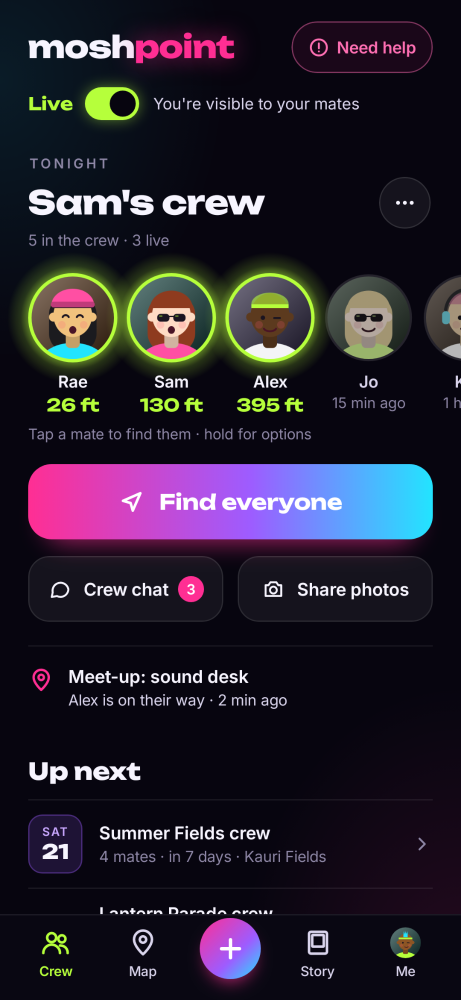 moshpoint
Need help
Live You're visible to your mates
TONIGHT
Sam's crew
5 in the crew · 3 live
Rae Sam Alex Jo
26 ft 130 ft 395 ft 15 min ago
Tap a mate to find them · hold for options
Find everyone
Crew chat 3 Share photos
Meet-up: sound desk
Alex is on their way · 2 min ago
Up next
SAT
21
Summer Fields crew
4 mates · in 7 days · Kauri Fields
Lantern Parade crew
Crew Map Story Me